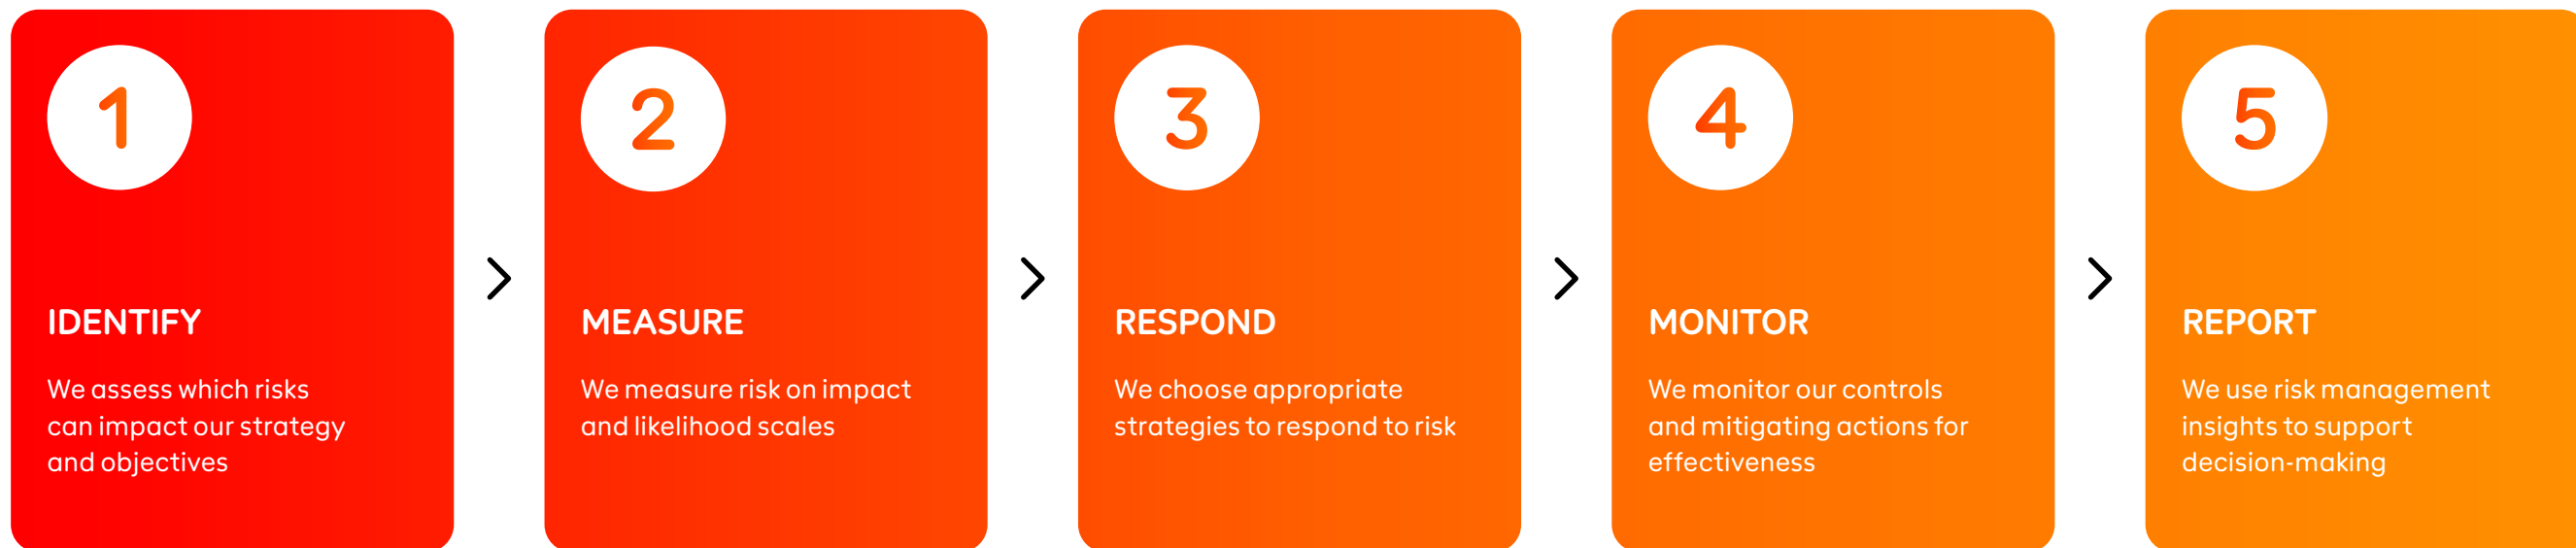 1
IDENTIFY
We assess which risks
can impact our strategy
and objectives
2
MEASURE
We measure risk on impact
and likelihood scales
3
RESPOND
We choose appropriate
strategies to respond to risk
4
MONITOR
We monitor our controls
and mitigating actions for
effectiveness
5
REPORT
We use risk management
insights to support
decision-making